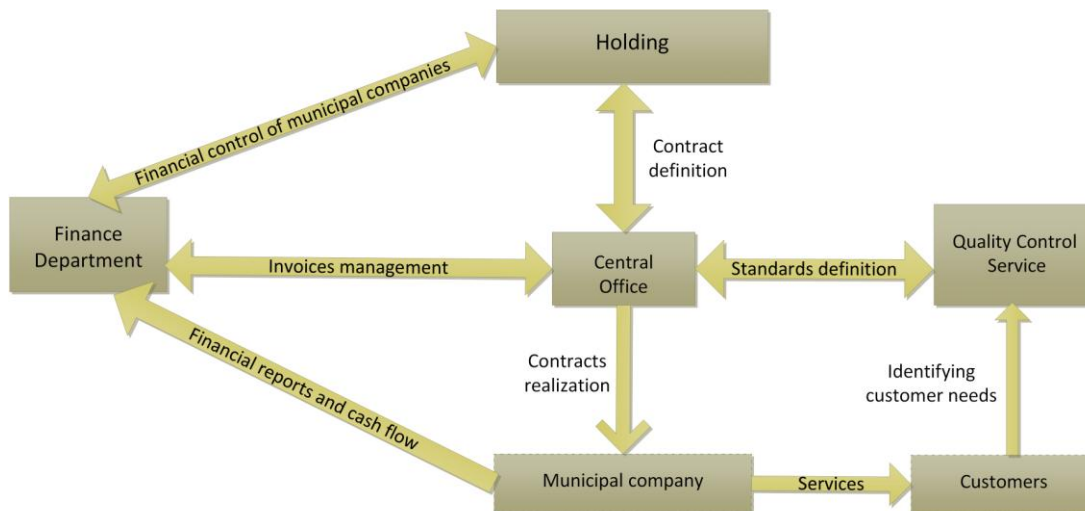 Holding
Financial control of municipal companies
Contract
definition
Finance
Department
Invoices management
Central
Office
Standards definition
Quality Control
Service
Financial reports and cash flow
Contracts
realization
Identifying
customer needs
Municipal company
Services
Customers